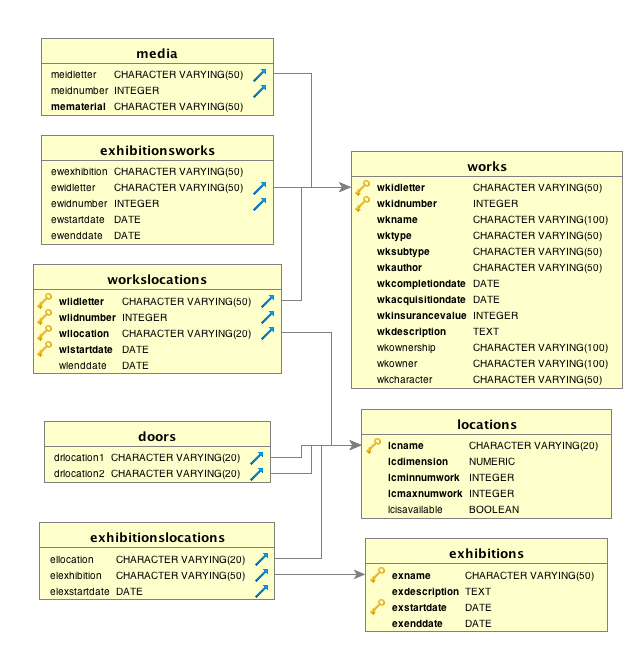 media
meidletter CHARACTER VARYING(50)
meidnumber INTEGER
mematerial CHARACTER VARYING(50)
exhibitionsworks
ewexhibition CHARACTER VARYING(50)
ewidletter CHARACTER VARYING(50)
ewidnumber INTEGER
ewstartdate DATE
ewenddate DATE
workslocations
wlidletter CHARACTER VARYING(50)
wlidnumber INTEGER
wllocation CHARACTER VARYING(20)
wlstartdate DATE
wlenddate DATE
doors
drlocation1 CHARACTER VARYING(20)
drlocation2 CHARACTER VARYING(20)
exhibitionslocations
ellocation CHARACTER VARYING(20)
elexhibition CHARACTER VARYING(50)
elexstartdate DATE
works
wkidletter CHARACTER VARYING(50)
wkidnumber INTEGER
wkname CHARACTER VARYING(100)
wktype CHARACTER VARYING(50)
wksubtype CHARACTER VARYING(50)
wkauthor CHARACTER VARYING(50)
wkcompletiondate DATE
wkacquisitiondate DATE
wkinsurancevalue INTEGER
wkdescription TEXT
wkownership CHARACTER VARYING(100)
wkowner CHARACTER VARYING(100)
wkcharacter CHARACTER VARYING(50)
locations
lcname CHARACTER VARYING(20)
lcdimension NUMERIC
lcminnumwork INTEGER
lcmaxnumwork INTEGER
lcisavailable BOOLEAN
exhibitions
exname CHARACTER VARYING(50)
exdescription TEXT
exstartdate DATE
exenddate DATE